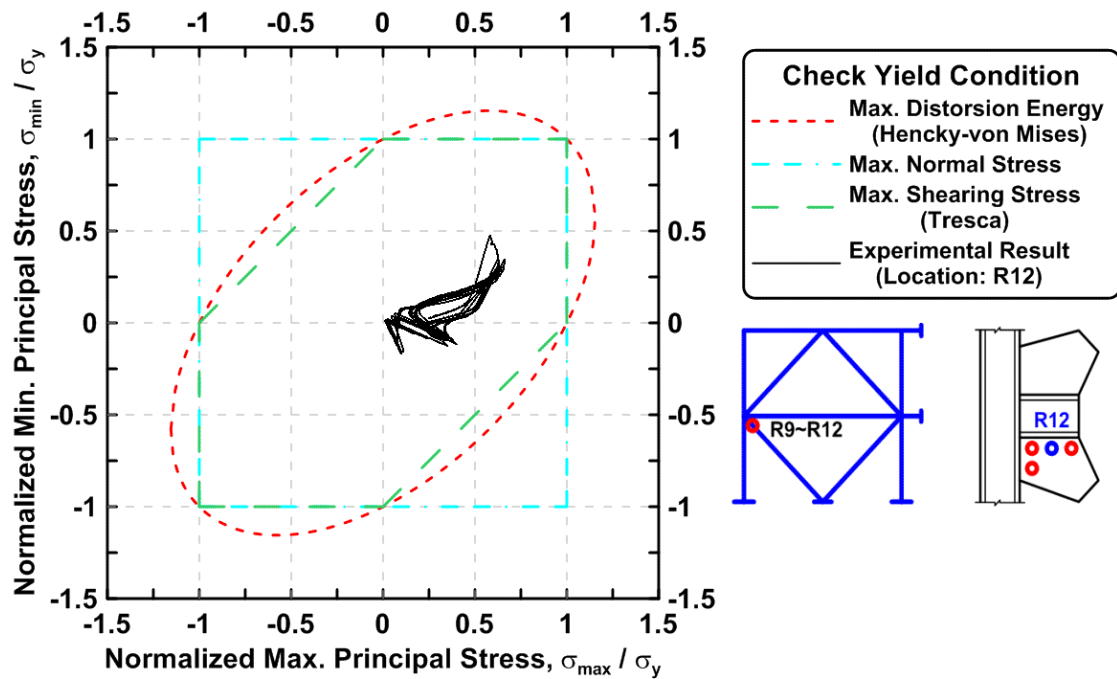 -1.5 -1 -0.5 0 0.5 1 1.5
Normalized Min. Principal Stress, σmin / σy
1.5 1.5
1 1
0.5 0.5
0 0
-0.5 -0.5
-1 -1
-1.5 -1.5
-1.5 -1 -0.5 0 0.5 1 1.5
Normalized Max. Principal Stress, σmax / σy
Check Yield Condition
Max. Distorsion Energy
(Hencky-von Mises)
Max. Normal Stress
Max. Shearing Stress
(Tresca)
Experimental Result
(Location: R12)
R9~R12
R12